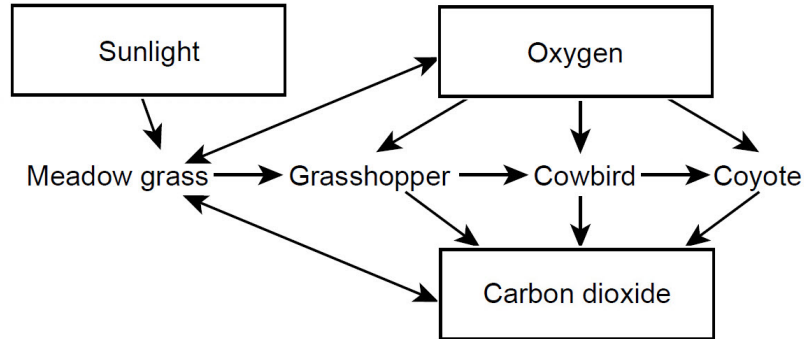 Sunlight
Oxygen
Meadow grass
Grasshopper
Cowbird
Coyote
Carbon dioxide